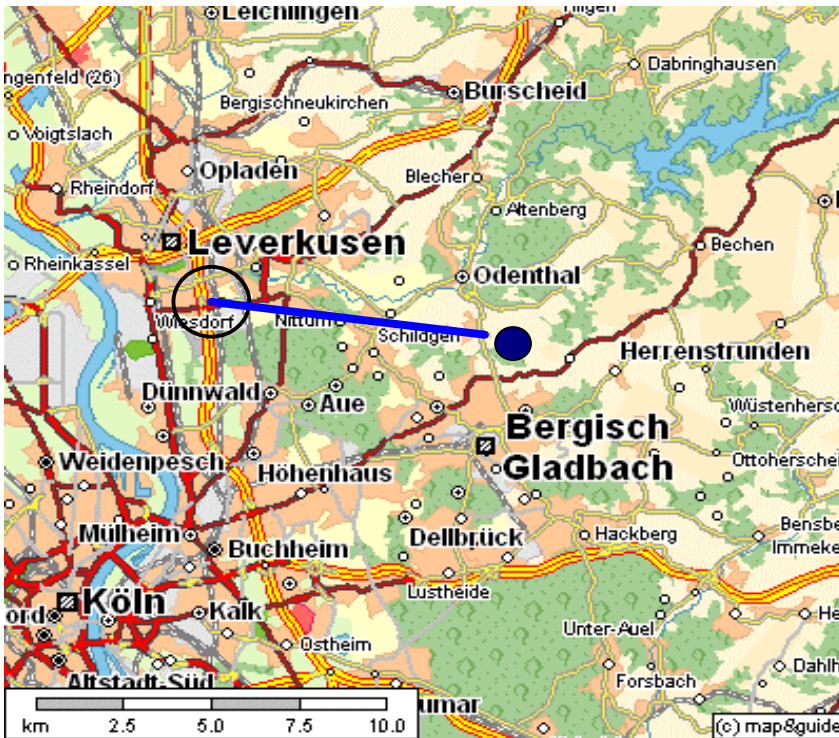 Leichlingen
Dabringhausen
ngenfeld (26)
Burscheid
Bergischneukirchen
Voigtslach
Opladen
Blecher
Rheindorf
Altenberg
Leverkusen
Bechen
Rheinkassel
Odenthal
Wiesdorf
Nittum
Schildgen
Herrenstrunden
Dünnwald
Aue
Wüstenhersc
Bergisch
Gladbach
Weidenpesch
Höhenhaus
Ottoherschei
Mülheim
Buchheim
Dellbrück
Hackberg
Bensbe
Immeke
Lustheide
Köln
ord
Kalk
He
Unter-Auel
Ostheim
Forsbach
Dahlh
Altstadt-Süd
umar
km 2.5 5.0 7.5 10.0
(c) map&guide